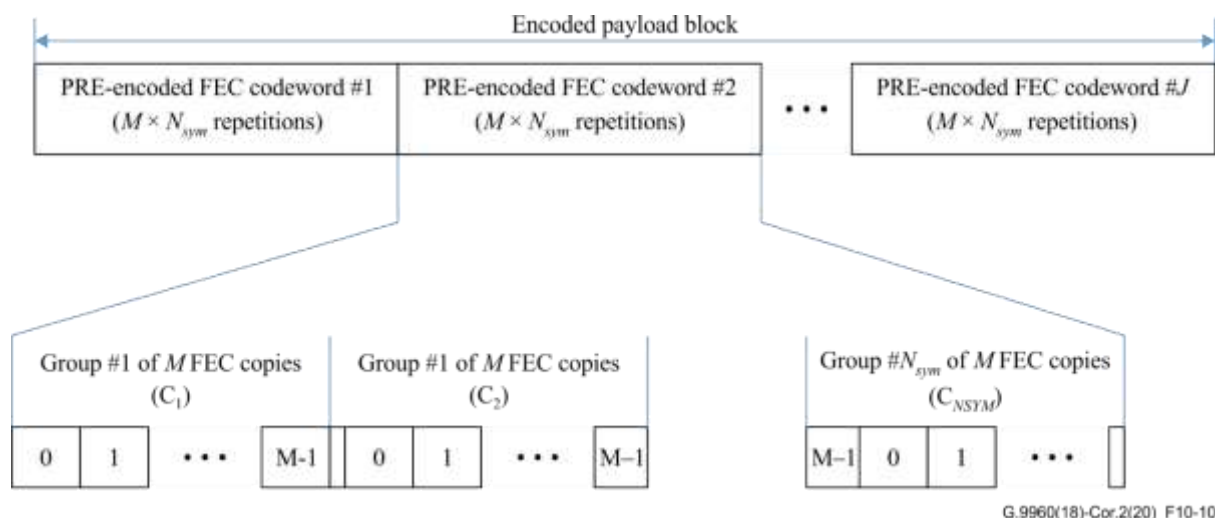 Encoded payload block
PRE-encoded FEC codeword #1
(M × Nsym repetitions)
PRE-encoded FEC codeword #2
(M × Nsym repetitions)
• • •
PRE-encoded FEC codeword #J
(M × Nsym repetitions)
Group #1 of M FEC copies
(C1)
Group #1 of M FEC copies
(C2)
Group #Nsym of M FEC copies
(CNSYM)
0 1 • • • M-1 0 1 • • • M–1 M–1 0 1 • • •
G.9960(18)-Cor.2(20)_F10-10